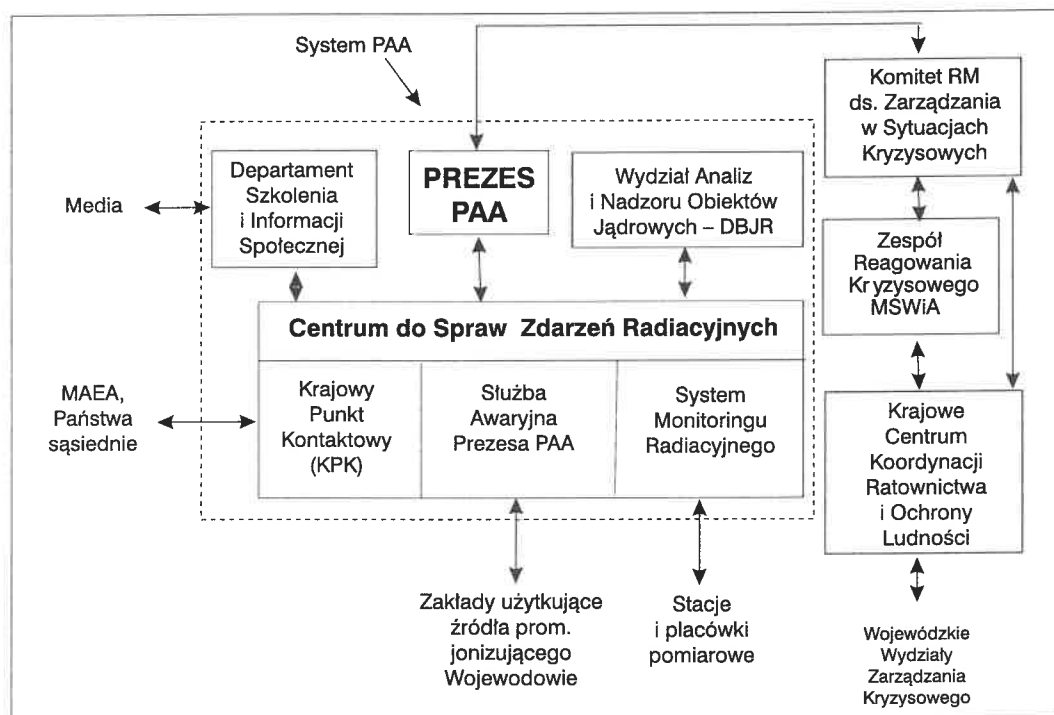 System PAA
Komitet RM
ds. Zarządzania
w Sytuacjach
Kryzysowych
Departament
Szkolenia
i Informacji
Społecznej
PREZES
PAA
Wydział Analiz
i Nadzoru Obiektów
Jądrowych – DBJR
Media
Zespół
Reagowania
Kryzysowego
MSWiA
Centrum do Spraw Zdarzeń Radiacyjnych
MAEA,
Państwa
sąsiednie
Krajowy
Punkt
Kontaktowy
(KPK)
Służba
Awaryjna
Prezesa PAA
System
Monitoringu
Radiacyjnego
Krajowe
Centrum
Koordynacji
Ratownictwa
i Ochrony
Ludności
Zakłady użytkujące
źródła prom.
jonizującego
Wojewodowie
Stacje
i placówki
pomiarowe
Wojewódzkie
Wydziały
Zarządzania
Kryzysowego